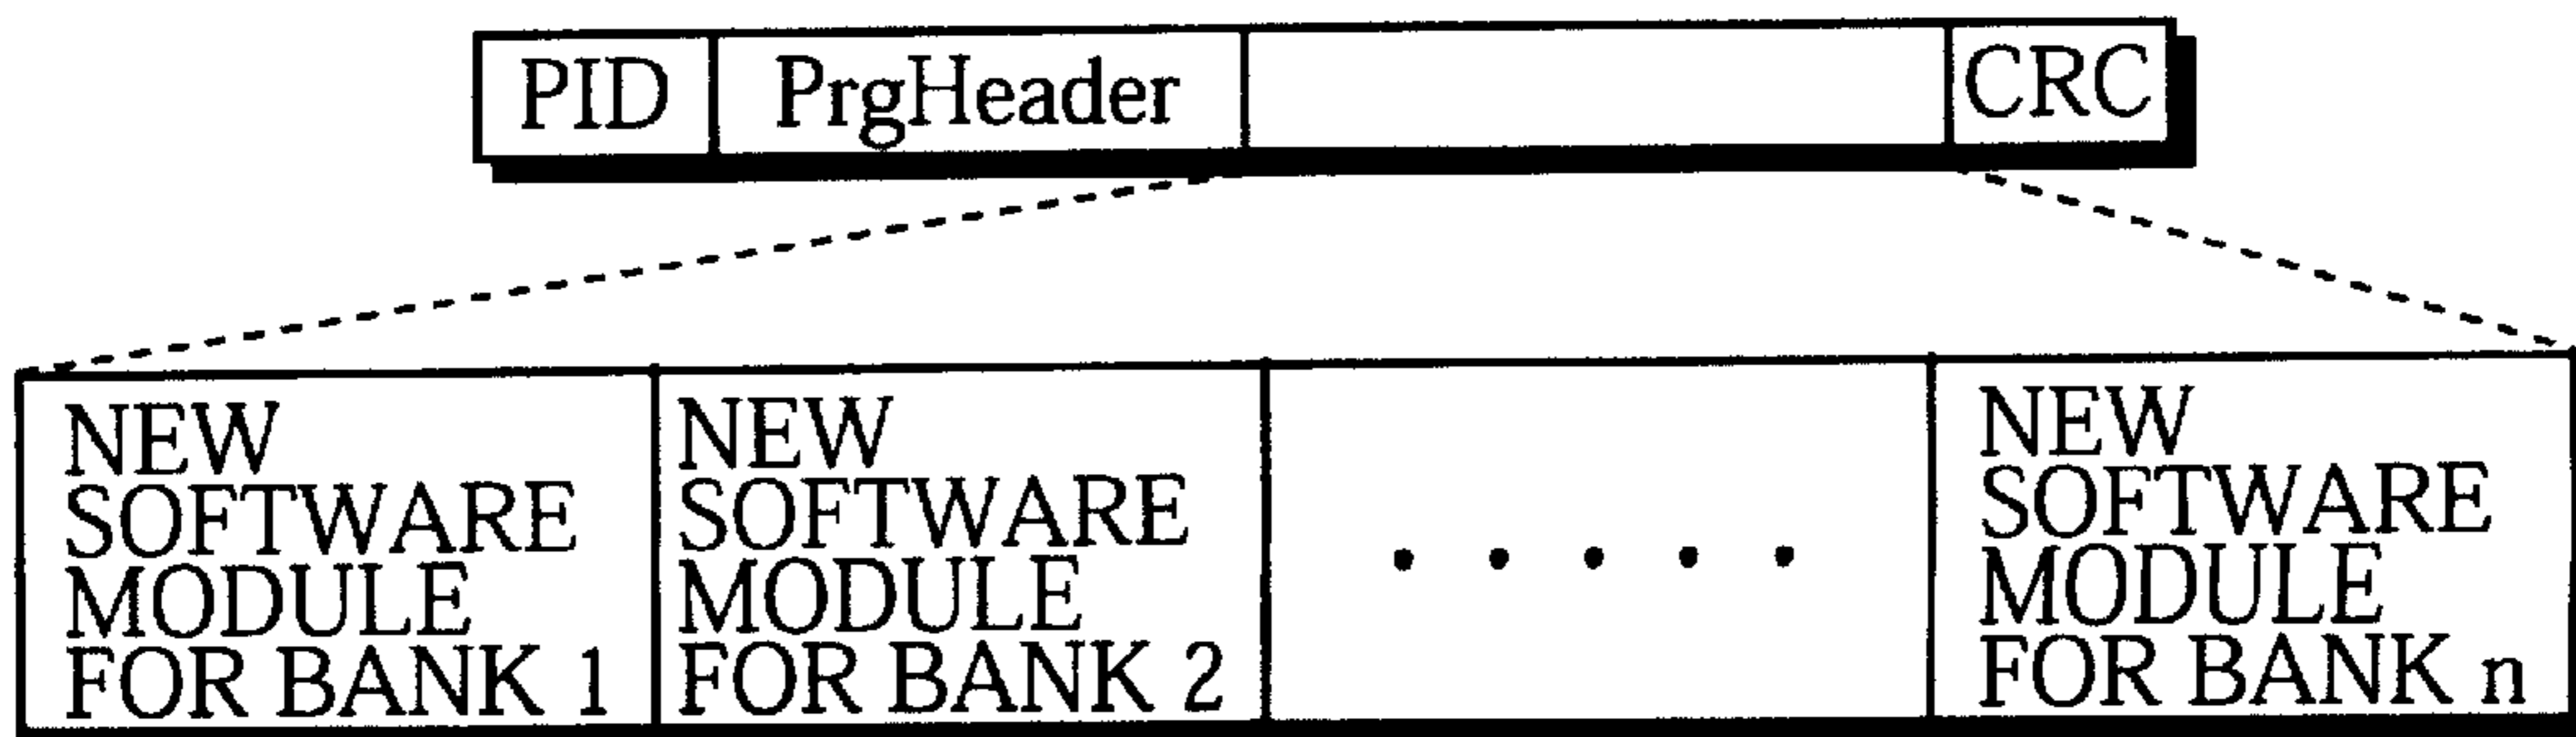 PID PrgHeader CRC
NEW
SOFTWARE
MODULE
FOR BANK 1
NEW
SOFTWARE
MODULE
FOR BANK 2
. . . . .
NEW
SOFTWARE
MODULE
FOR BANK n